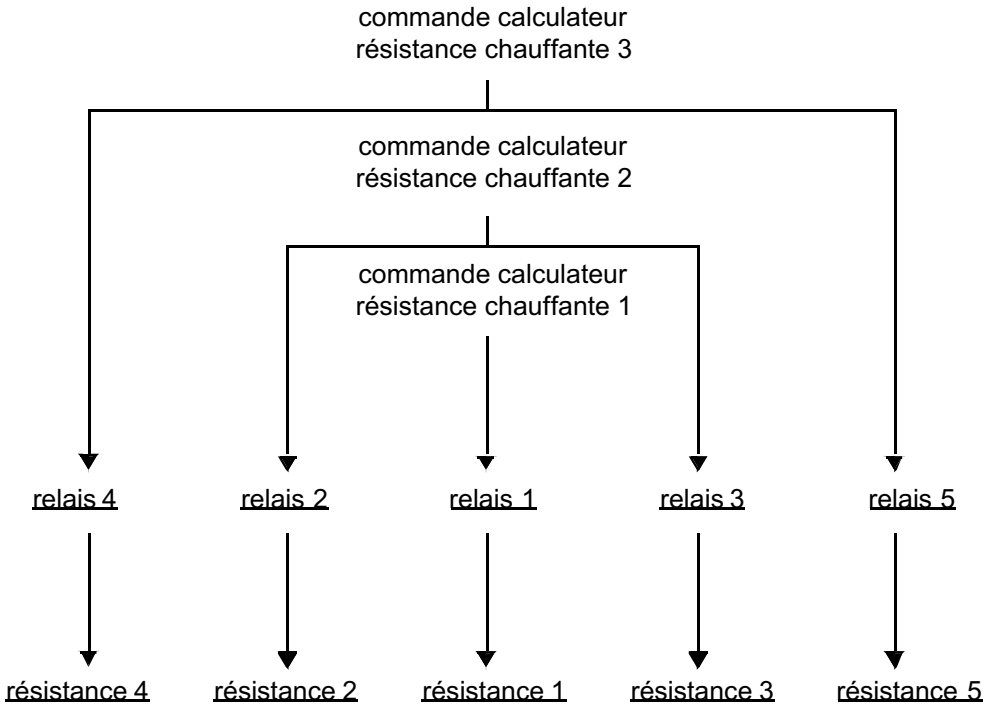 commande calculateur
résistance chauffante 3
commande calculateur
résistance chauffante 2
commande calculateur
résistance chauffante 1
relais 4
relais 2
relais 1
relais 3
relais 5
résistance 4
résistance 2
résistance 1
résistance 3
résistance 5